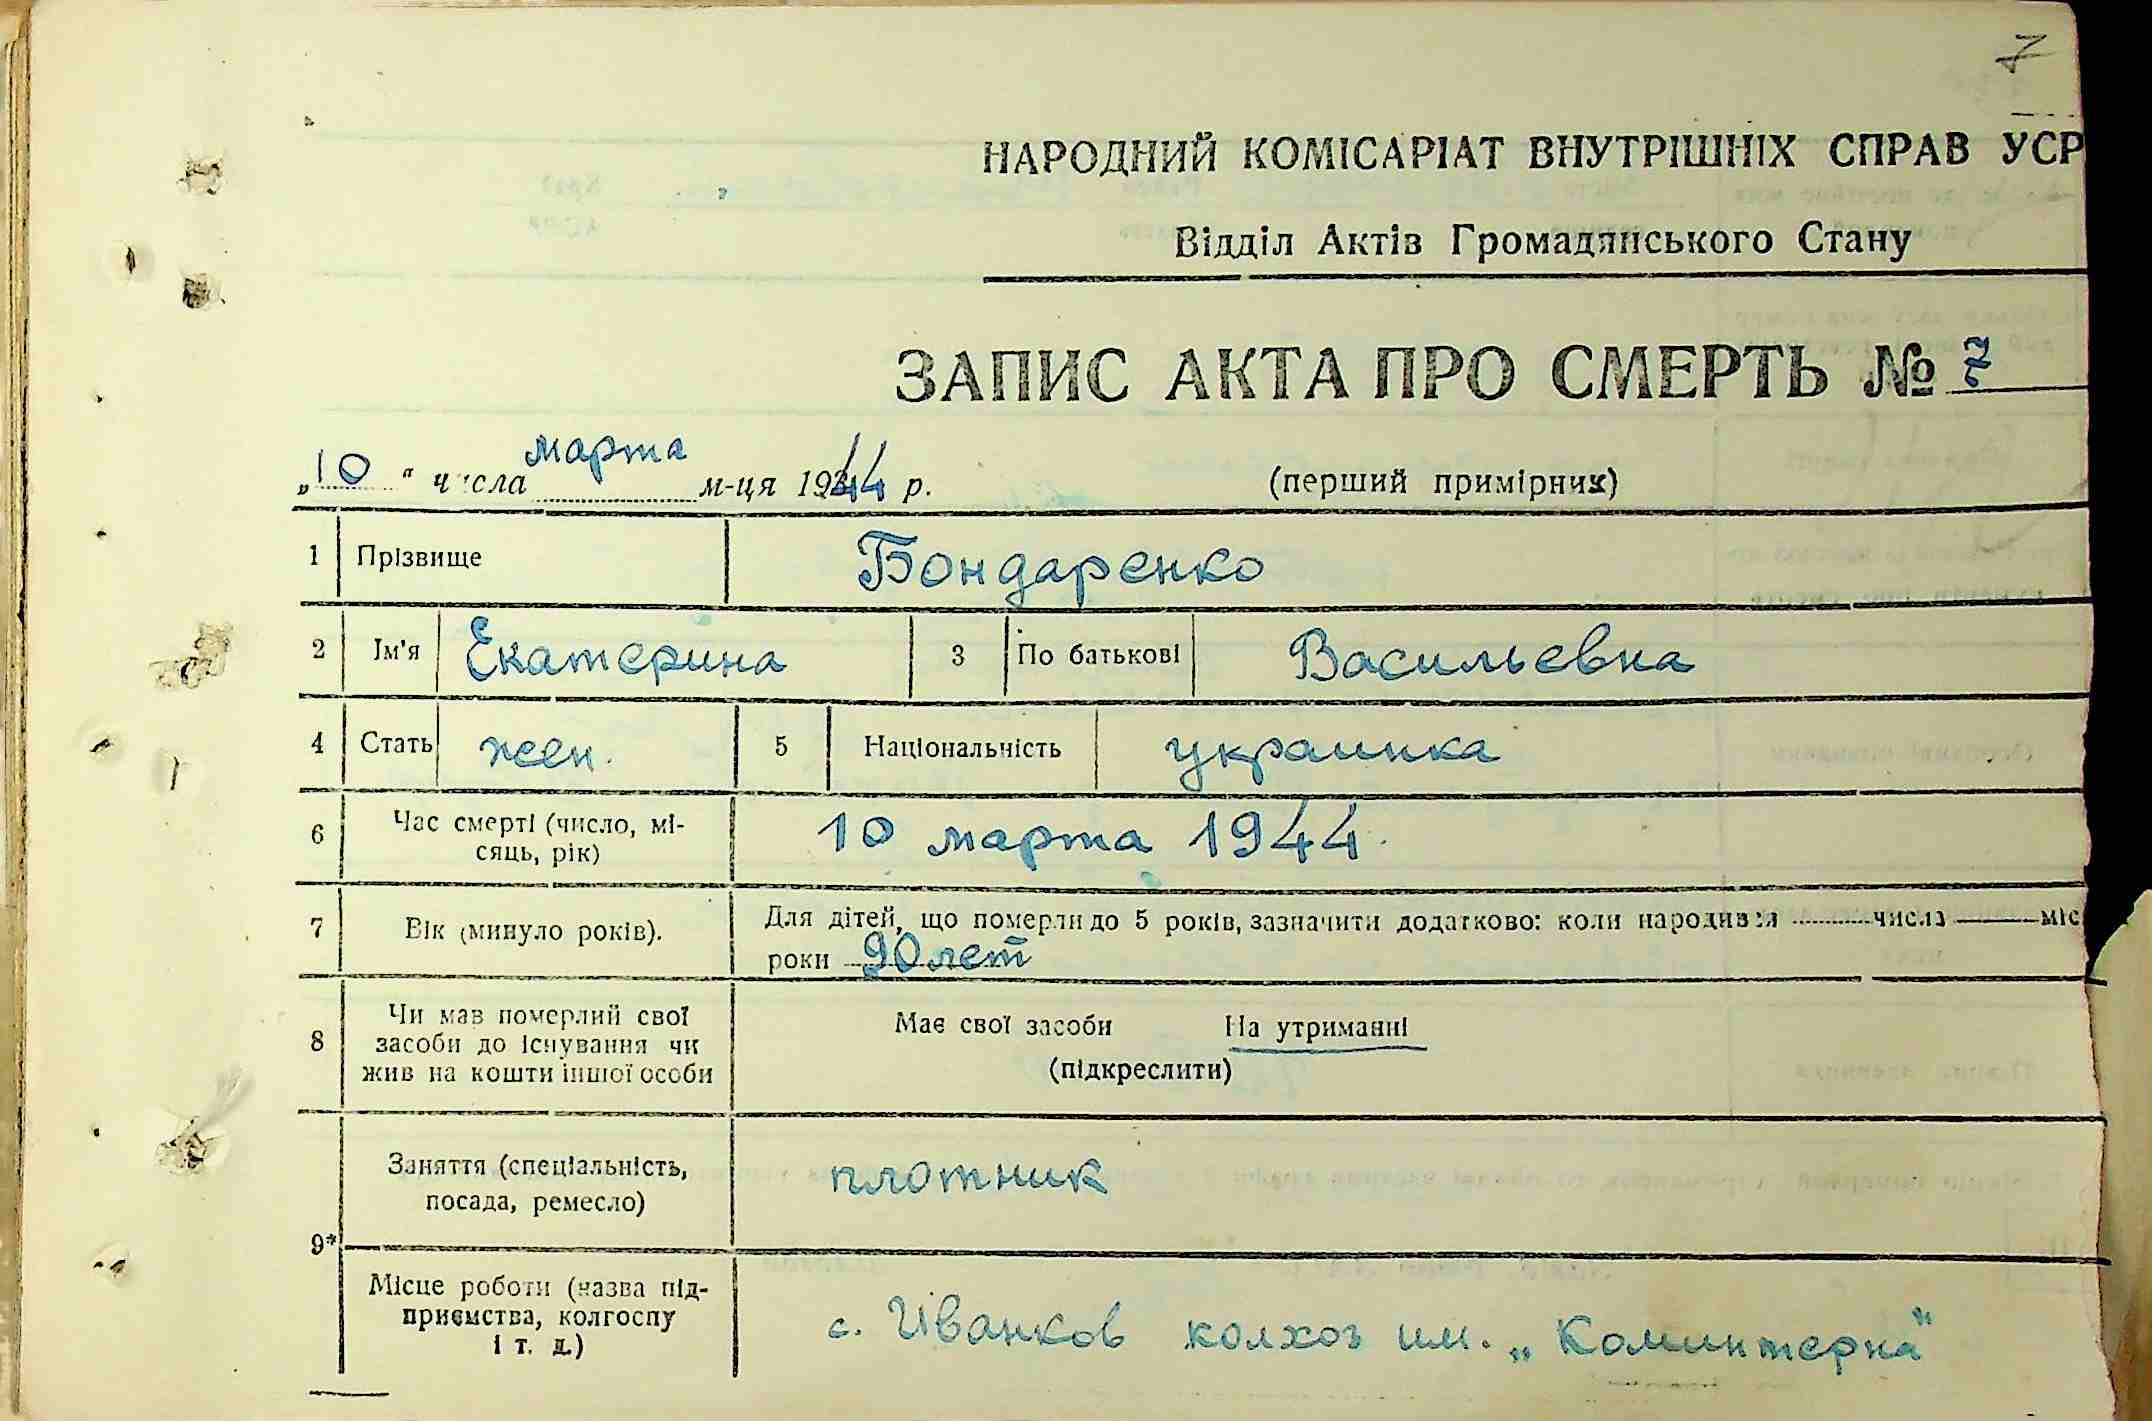 7
НАРОДНИЙ КОМІСАРІАТ ВНУТРІШНІХ СПРАВ УСР
Відділ Актів Громадянського Стану
ЗАПИС АКТА ПРО СМЕРТЬ № 7
„10“ числа марта м-ця 1944 р. (перший примірник)
1 Прізвище Бондаренко
2 Ім'я Екатерина 3 По батькові Васильевна
4 Стать жен. 5 Національність украинка
6 Час смерті (число, мі-
сяць, рік) 10 марта 1944.
7 Вік (минуло років). Для дітей, що померли до 5 років, зазначити додатково: коли народився числа міс
роки 90 лет
8 Чи мав померлий свої
засоби до існування чи
жив на кошти іншої особи
Має свої засоби На утриманні
(підкреслити)
9*
Заняття (спеціальність,
посада, ремесло) плотник
Місце роботи (назва під-
приємства, колгоспу
і т. д.) с. Иванков колхоз им. „Коминтерна"